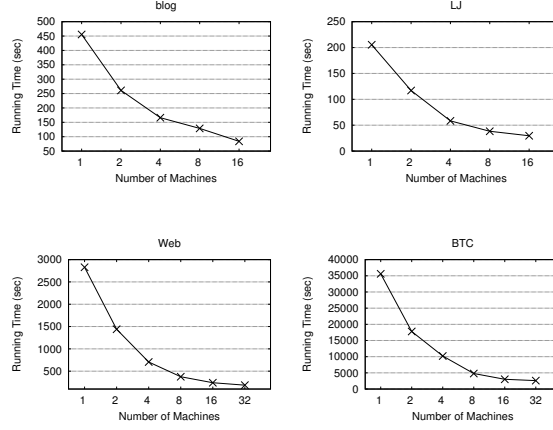 blog
500
450
400
350
300
250
200
150
100
50
Running Time (sec)
1 2 4 8 16
Number of Machines
LJ
250
200
150
100
50
0
Running Time (sec)
1 2 4 8 16
Number of Machines
Web
3000
2500
2000
1500
1000
500
Running Time (sec)
1 2 4 8 16 32
Number of Machines
BTC
40000
35000
30000
25000
20000
15000
10000
5000
0
Running Time (sec)
1 2 4 8 16 32
Number of Machines